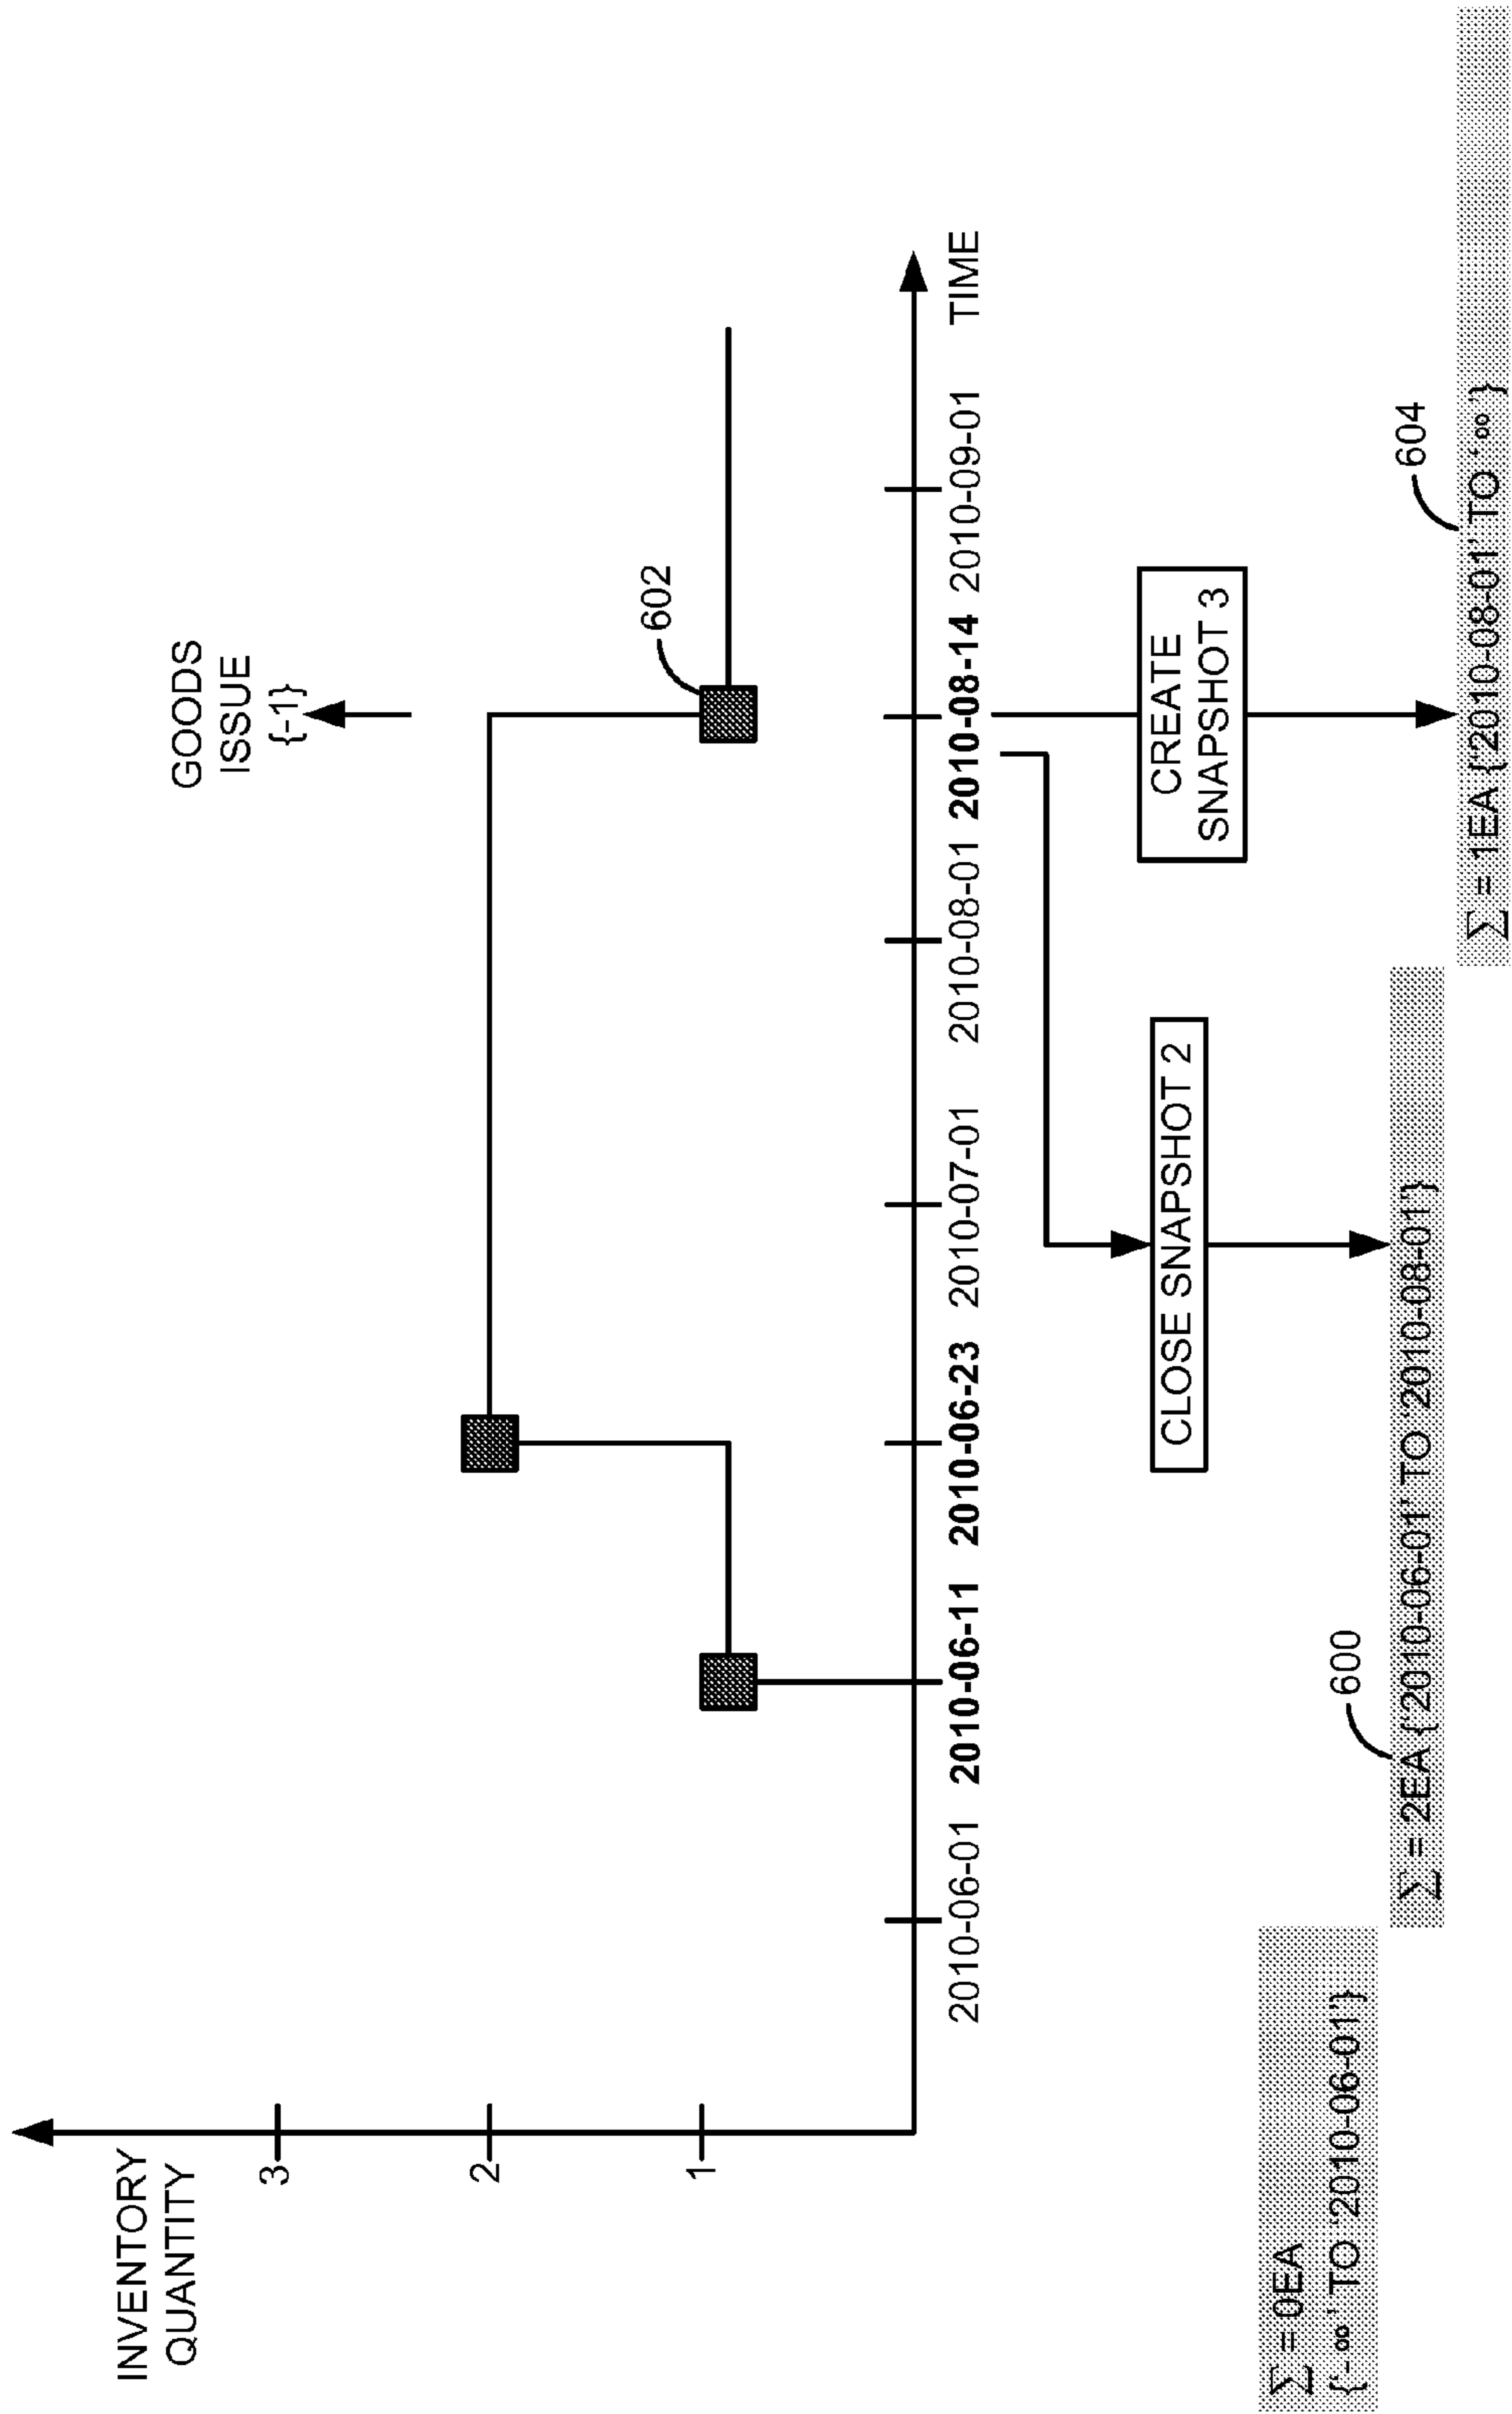 INVENTORY
QUANTITY
3
2
1
GOODS
ISSUE
{-1}
602
2010-06-01
2010-06-11
2010-06-23
2010-07-01
2010-08-01
2010-08-14
2010-09-01
TIME
CLOSE SNAPSHOT 2
CREATE
SNAPSHOT 3
∑ = 0EA
{‘-∞’ TO ‘2010-06-01’}
600
∑ = 2EA {‘2010-06-01’ TO ‘2010-08-01’}
604
∑ = 1EA {‘2010-08-01’ TO ‘∞’}